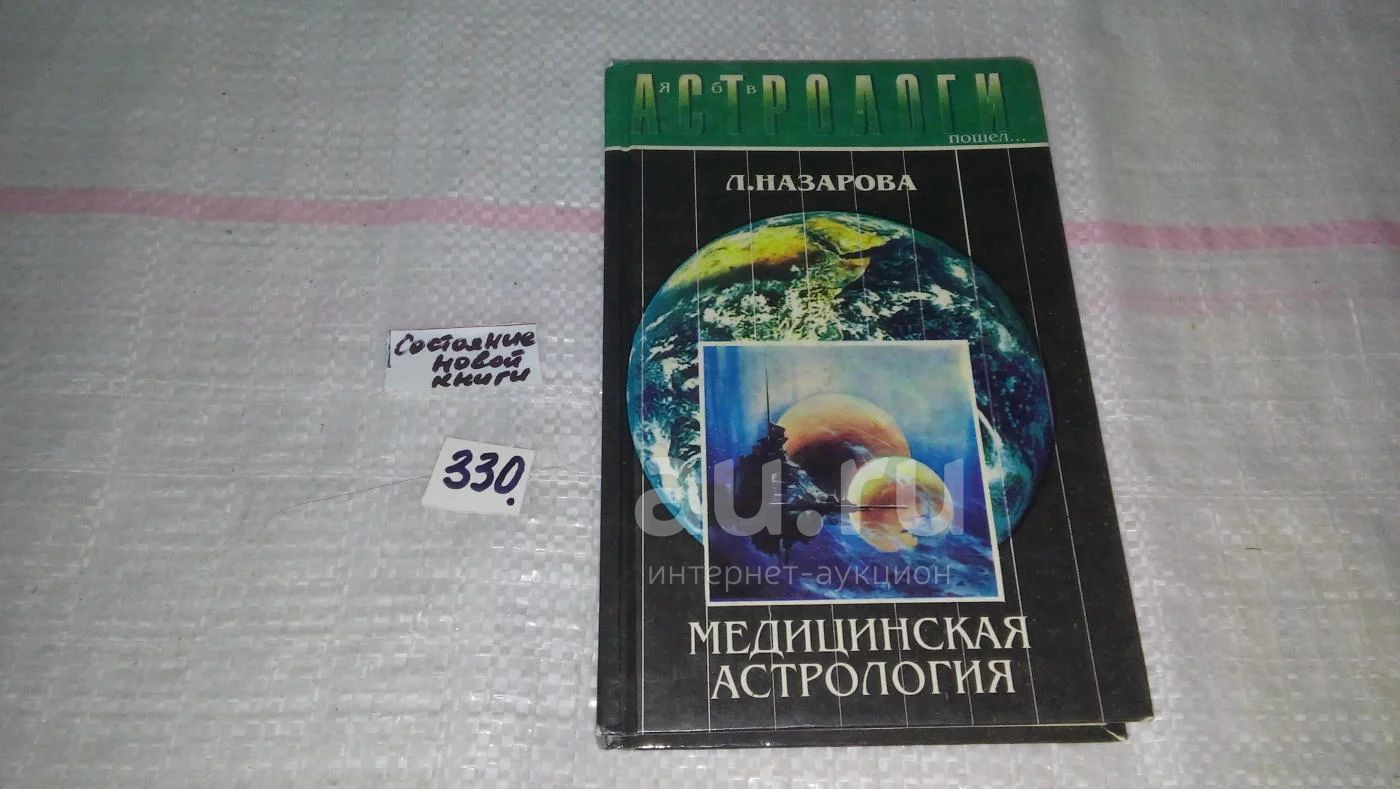 АСТРОЛОГИ
Я б в
пошел...
Л.НАЗАРОВА
Состояние
новой
книги
330.
au.ru
интернет-аукцион
МЕДИЦИНСКАЯ
АСТРОЛОГИЯ